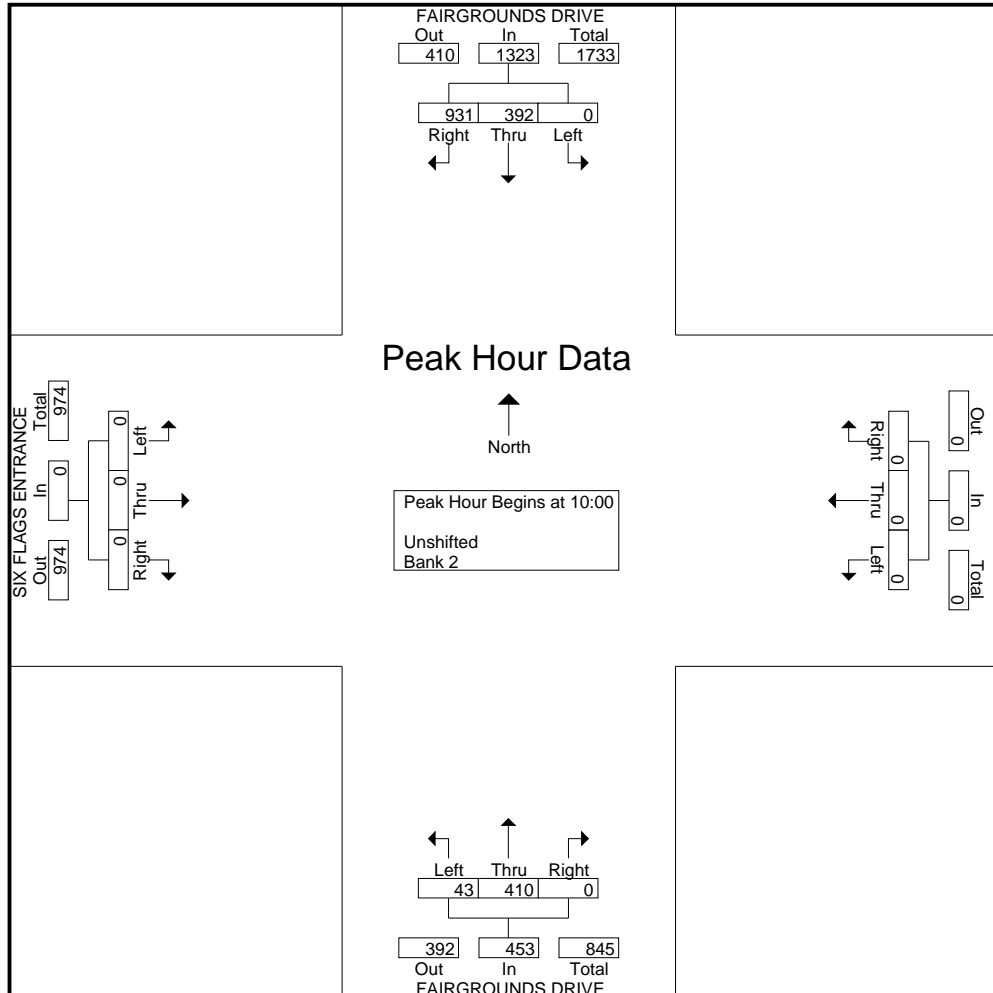 FAIRGROUNDS DRIVE
Out In Total
410 1323 1733
931 392 0
Right Thru Left
Peak Hour Data
North
Peak Hour Begins at 10:00
Unshifted
Bank 2
SIX FLAGS ENTRANCE
Total In Out
974 0 974
0 0 0
Left Thru Right
Right Thru Left
0 0 0
Out In Total
0 0 0
Left Thru Right
43 410 0
392 453 845
Out In Total
FAIRGROUNDS DRIVE